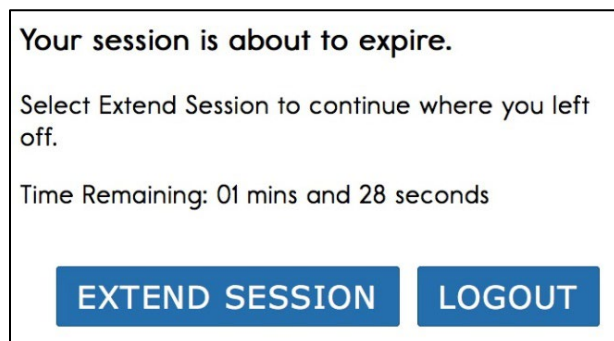 Your session is about to expire.
Select Extend Session to continue where you left
off.
Time Remaining: 01 mins and 28 seconds
EXTEND SESSION LOGOUT